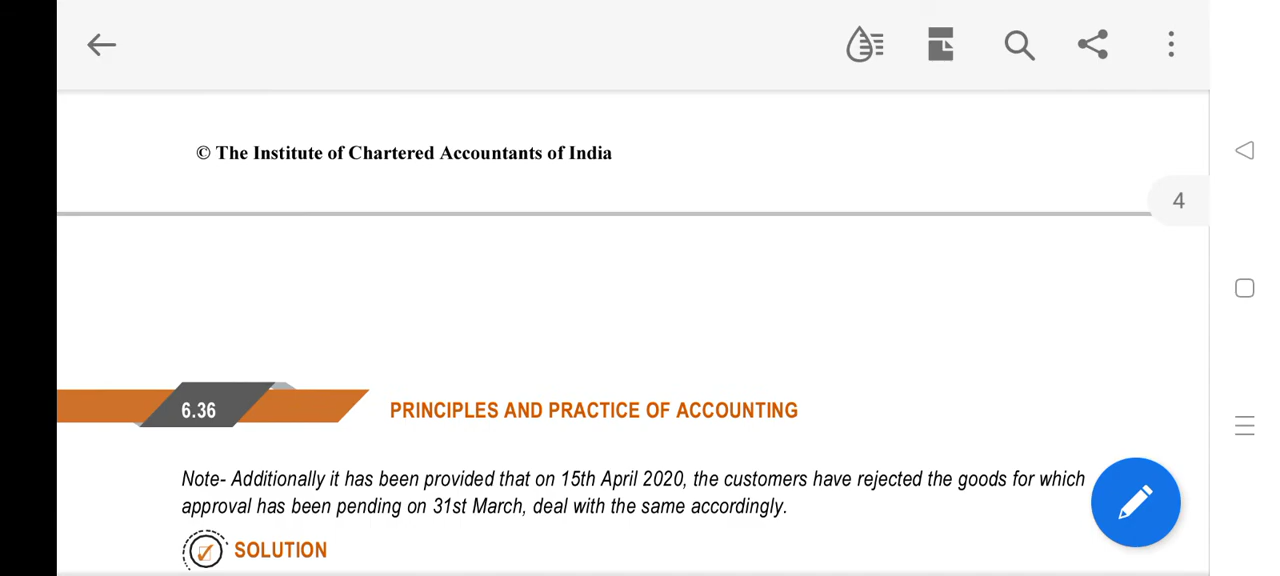 © The Institute of Chartered Accountants of India
4
6.36
PRINCIPLES AND PRACTICE OF ACCOUNTING
Note- Additionally it has been provided that on 15th April 2020, the customers have rejected the goods for which
approval has been pending on 31st March, deal with the same accordingly.
SOLUTION